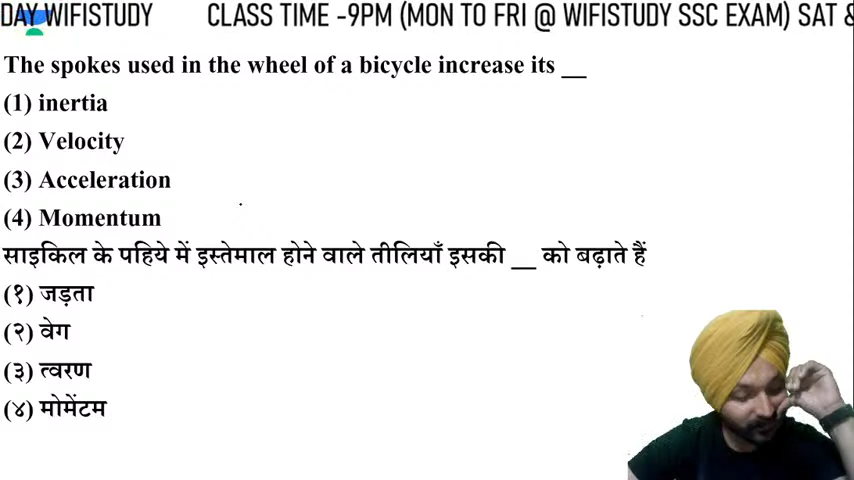 DAY WIFISTUDY CLASS TIME -9PM (MON TO FRI @ WIFISTUDY SSC EXAM) SAT &
The spokes used in the wheel of a bicycle increase its __
(1) inertia
(2) Velocity
(3) Acceleration
(4) Momentum
साइकिल के पहिये में इस्तेमाल होने वाले तीलियाँ इसकी __ को बढ़ाते हैं
(१) जड़ता
(२) वेग
(३) त्वरण
(४) मोमेंटम